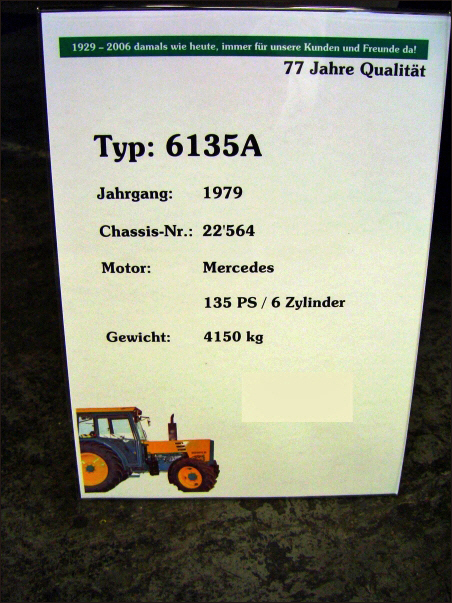 1929 – 2006 damals wie heute, immer für unsere Kunden und Freunde da!
77 Jahre Qualität
Typ: 6135A
Jahrgang: 1979
Chassis-Nr.: 22'564
Motor: Mercedes
135 PS / 6 Zylinder
Gewicht: 4150 kg